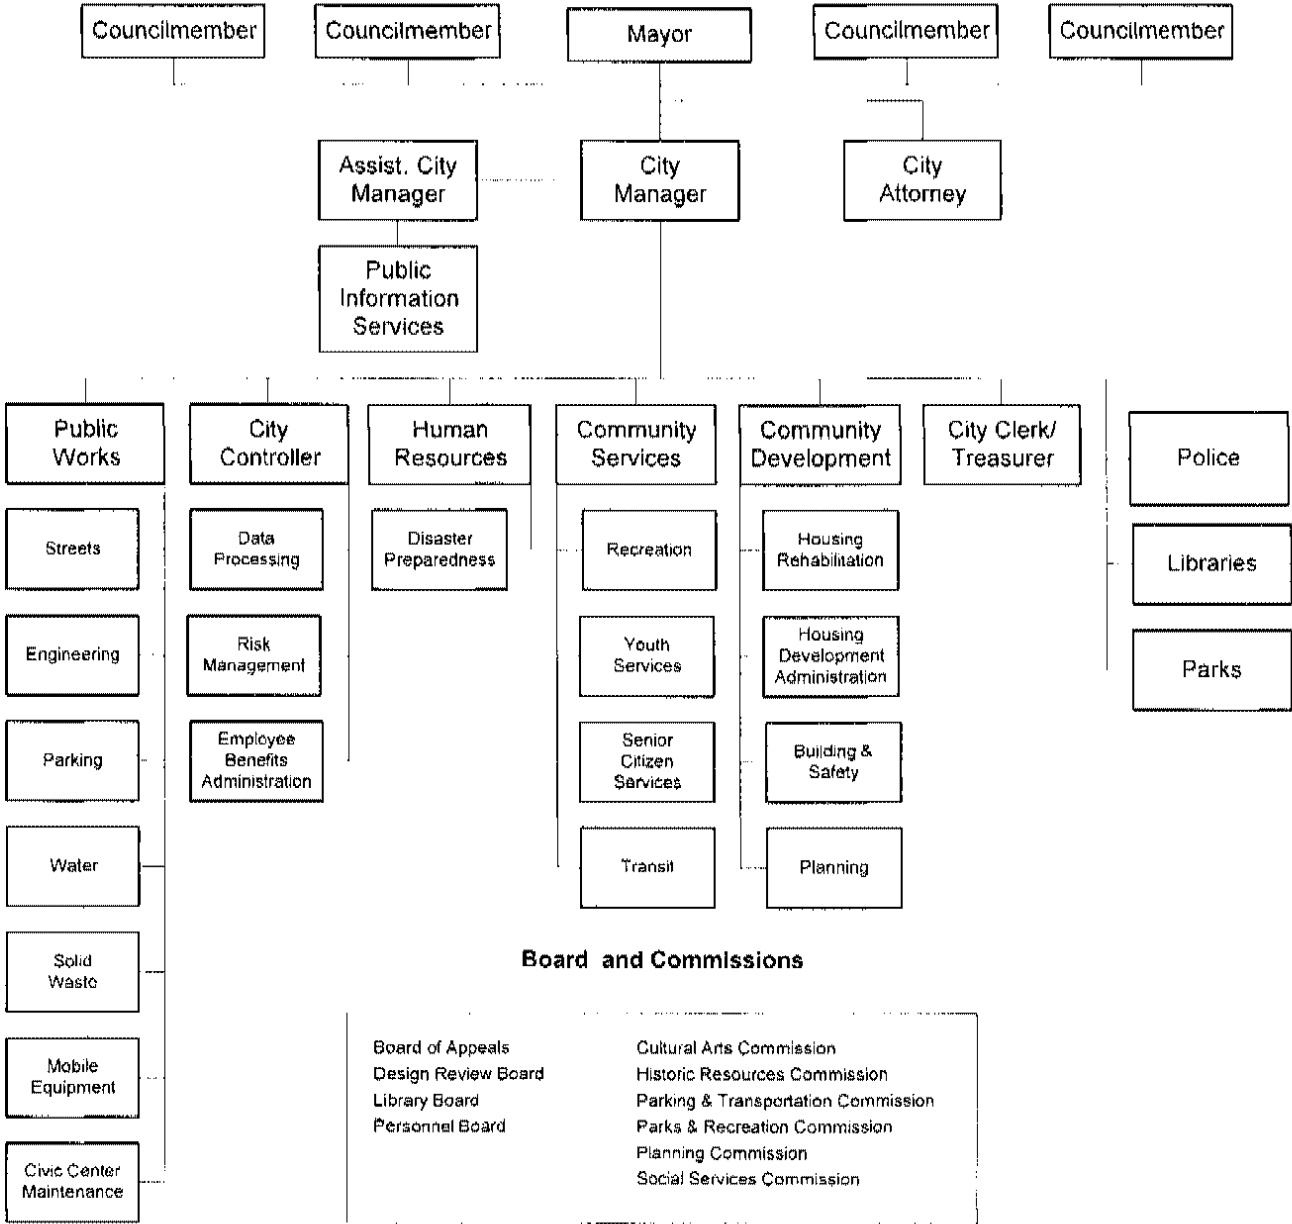 Councilmember
Councilmember
Mayor
Councilmember
Councilmember
Assist. City
Manager
City
Manager
City
Attorney
Public
Information
Services
Public
Works
City
Controller
Human
Resources
Community
Services
Community
Development
City Clerk/
Treasurer
Police
Streets
Data
Processing
Disaster
Preparedness
Recreation
Housing
Rehabilitation
Libraries
Engineering
Risk
Management
Youth
Services
Housing
Development
Administration
Parks
Parking
Employee
Benefits
Administration
Senior
Citizen
Services
Building &
Safety
Water
Transit
Planning
Solid
Waste
Mobile
Equipment
Civic Center
Maintenance
Board and Commissions
Board of Appeals
Design Review Board
Library Board
Personnel Board
Cultural Arts Commission
Historic Resources Commission
Parking & Transportation Commission
Parks & Recreation Commission
Planning Commission
Social Services Commission